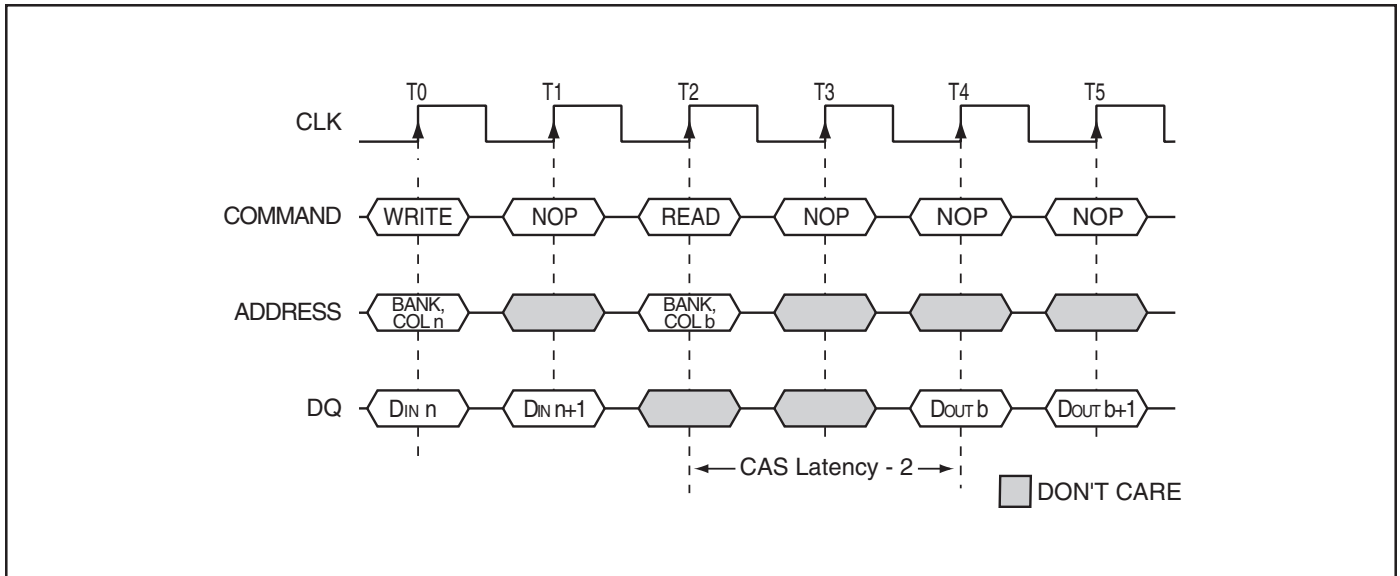 T0 T1 T2 T3 T4 T5
CLK
COMMAND WRITE NOP READ NOP NOP NOP
ADDRESS BANK, COL n BANK, COL b
DQ DIN n DIN n+1 DOUT b DOUT b+1
CAS Latency - 2
DON'T CARE